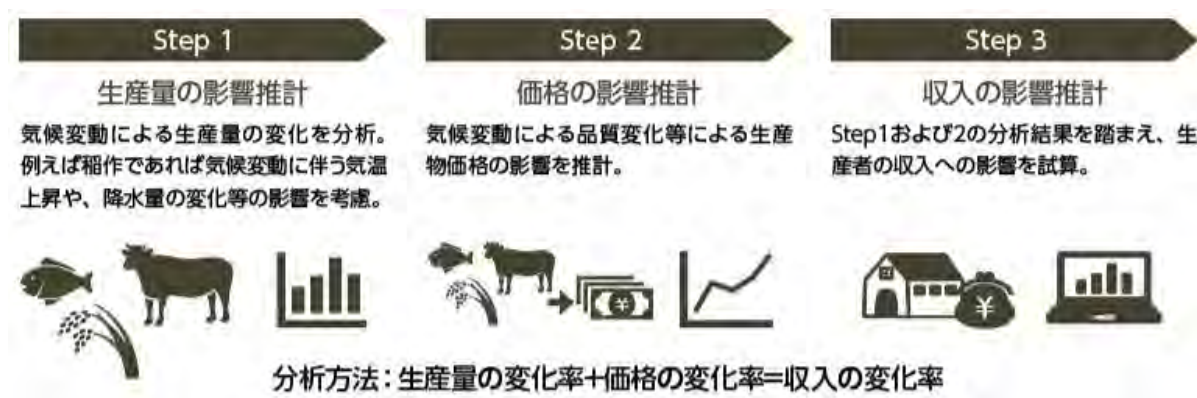 Step 1
生産量の影響推計
気候変動による生産量の変化を分析。
例えば稲作であれば気候変動に伴う気温
上昇や、降水量の変化等の影響を考慮。
Step 2
価格の影響推計
気候変動による品質変化等による生産
物価格の影響を推計。
¥
Step 3
収入の影響推計
Step1および2の分析結果を踏まえ、生
産者の収入への影響を試算。
¥
分析方法：生産量の変化率+価格の変化率=収入の変化率